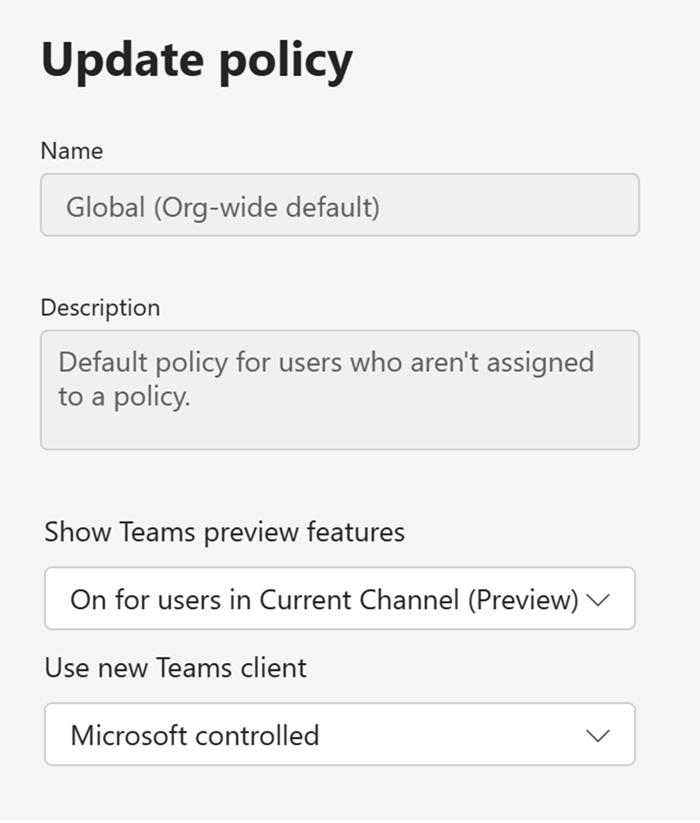 Update policy
Name
Global (Org-wide default)
Description
Default policy for users who aren't assigned
to a policy.
Show Teams preview features
On for users in Current Channel (Preview)
Use new Teams client
Microsoft controlled